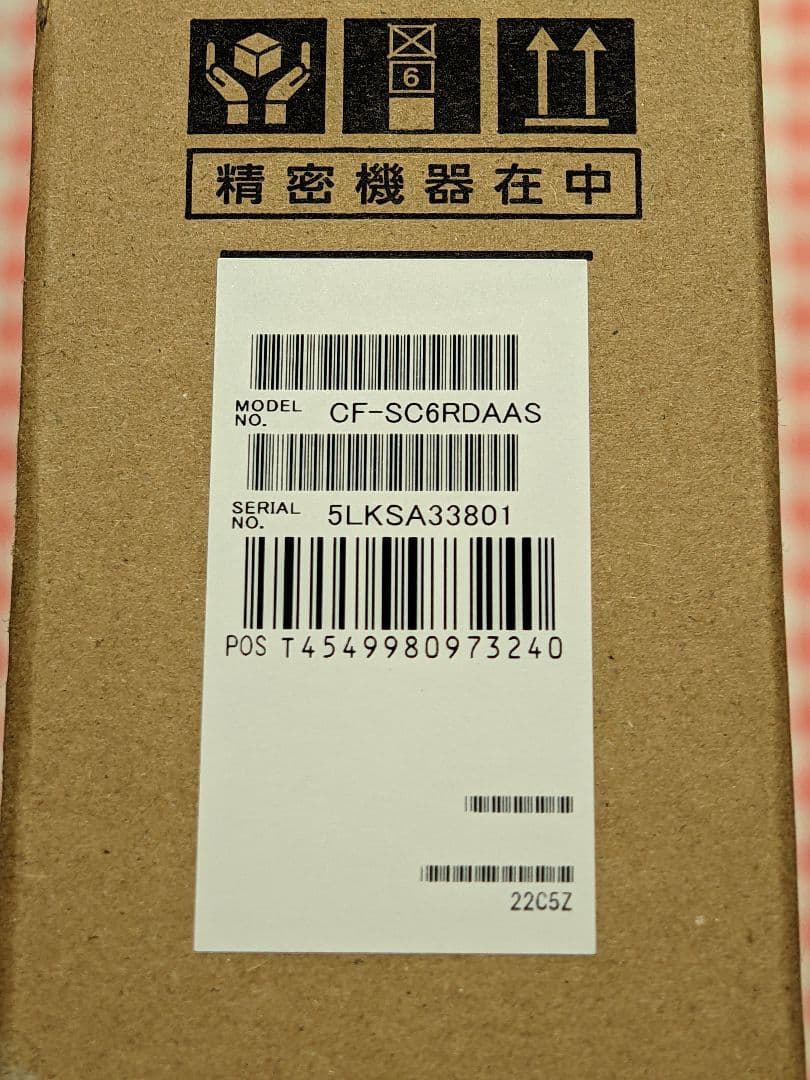 6
精密機器在中
MODEL NO. CF-SC6RDAAS
SERIAL NO. 5LKSA33801
POS T4549980973240
22C5Z